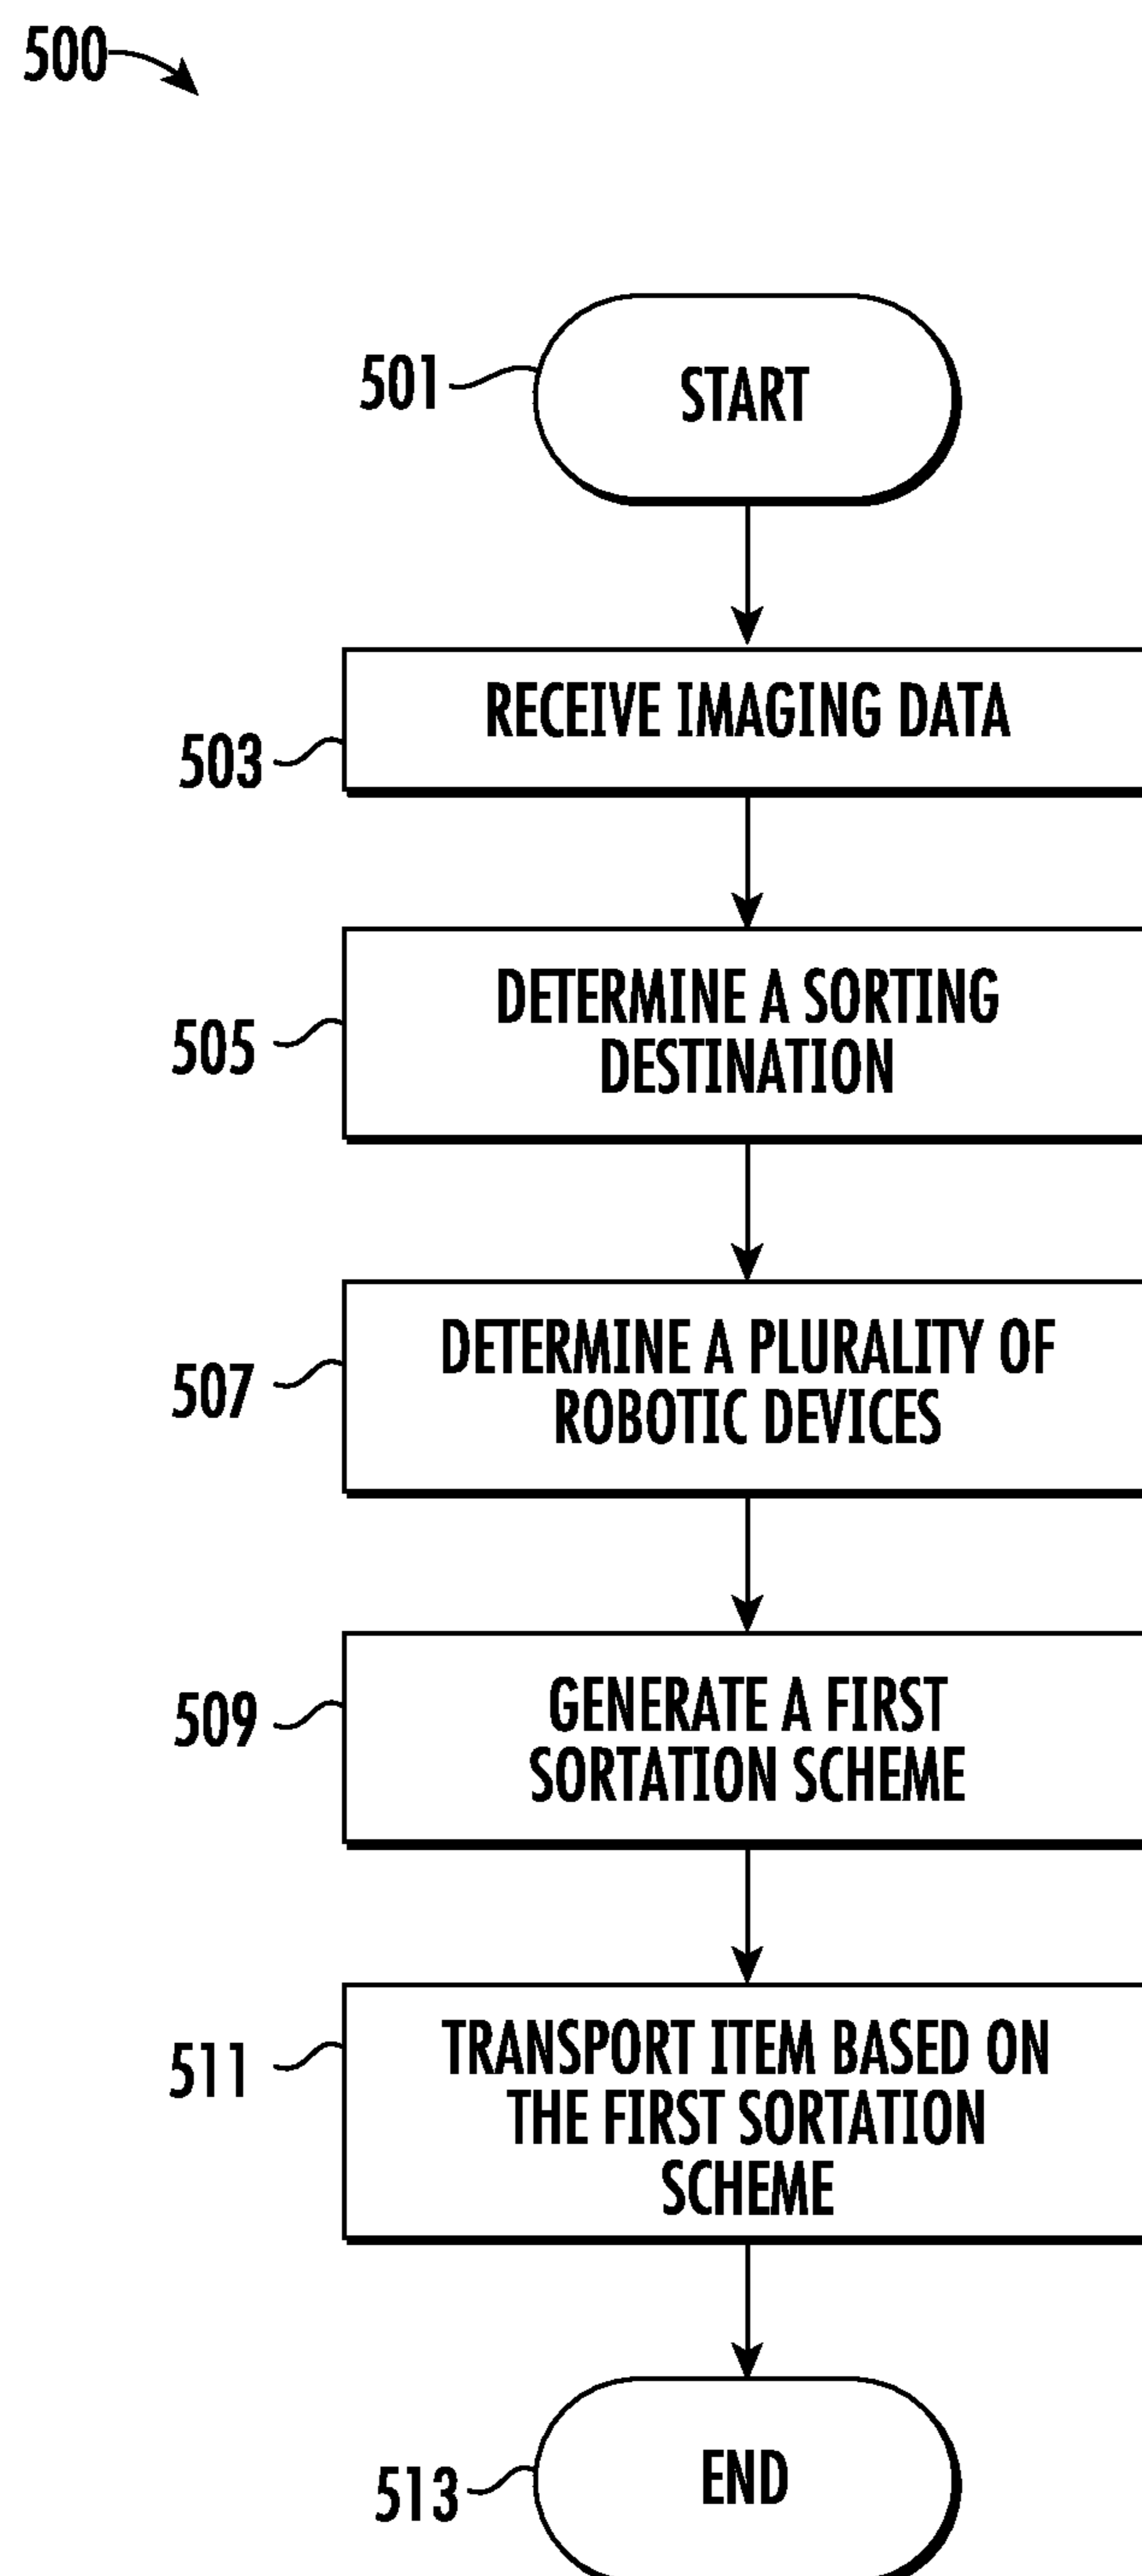 500
501
START
RECEIVE IMAGING DATA
503
DETERMINE A SORTING
DESTINATION
505
DETERMINE A PLURALITY OF
ROBOTIC DEVICES
507
GENERATE A FIRST
SORTATION SCHEME
509
TRANSPORT ITEM BASED ON
THE FIRST SORTATION
SCHEME
511
END
513